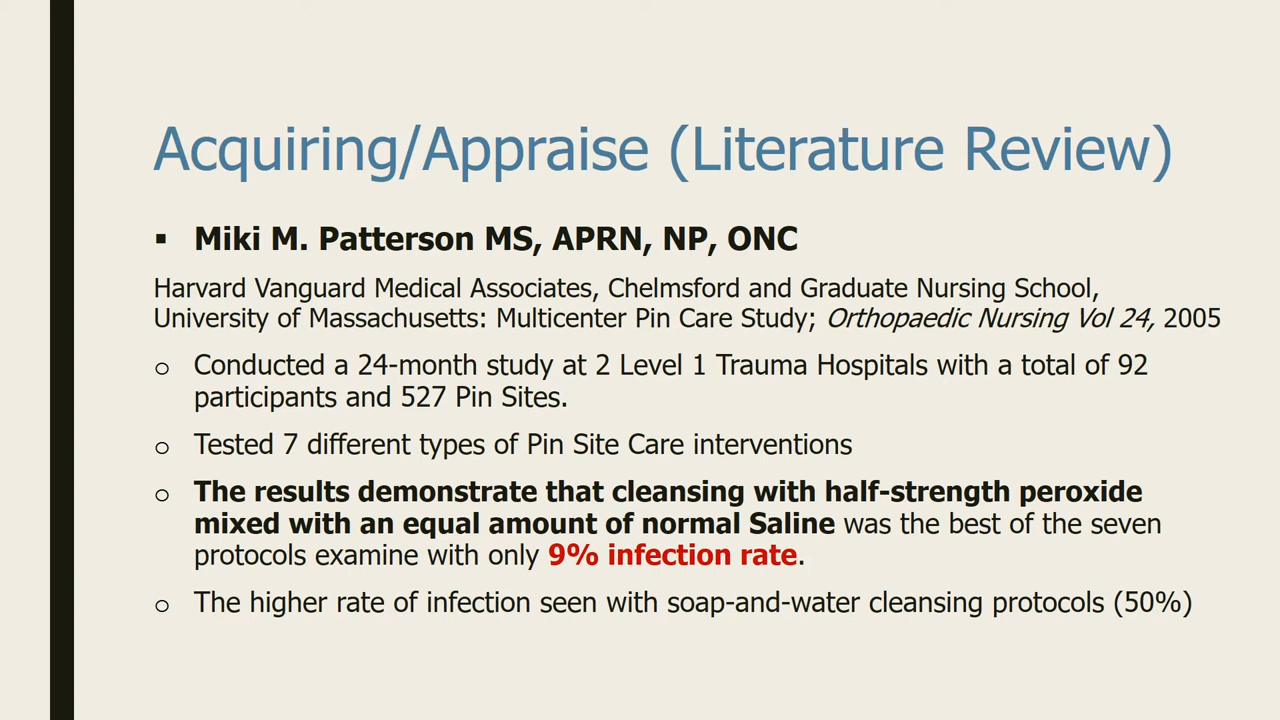 Acquiring/Appraise (Literature Review)
▪ Miki M. Patterson MS, APRN, NP, ONC
Harvard Vanguard Medical Associates, Chelmsford and Graduate Nursing School,
University of Massachusetts: Multicenter Pin Care Study; Orthopaedic Nursing Vol 24, 2005
o Conducted a 24-month study at 2 Level 1 Trauma Hospitals with a total of 92
participants and 527 Pin Sites.
o Tested 7 different types of Pin Site Care interventions
o The results demonstrate that cleansing with half-strength peroxide
mixed with an equal amount of normal Saline was the best of the seven
protocols examine with only 9% infection rate.
o The higher rate of infection seen with soap-and-water cleansing protocols (50%)